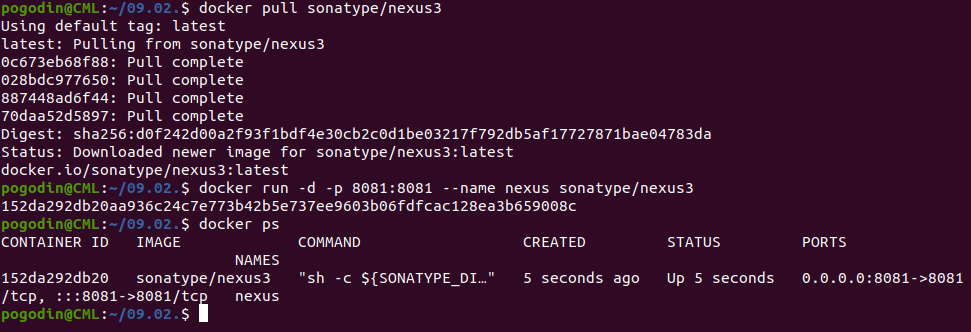 pogodin@CML:~/09.02.$ docker pull sonatype/nexus3
Using default tag: latest
latest: Pulling from sonatype/nexus3
0c673eb68f88: Pull complete
028bdc977650: Pull complete
887448ad6f44: Pull complete
70daa52d5897: Pull complete
Digest: sha256:d0f242d00a2f93f1bdf4e30cb2c0d1be03217f792db5af17727871bae04783da
Status: Downloaded newer image for sonatype/nexus3:latest
docker.io/sonatype/nexus3:latest
pogodin@CML:~/09.02.$ docker run -d -p 8081:8081 --name nexus sonatype/nexus3
152da292db20aa936c24c7e773b42b5e737ee9603b06fdfcac128ea3b659008c
pogodin@CML:~/09.02.$ docker ps
CONTAINER ID   IMAGE             COMMAND                  CREATED         STATUS         PORTS
                          NAMES
152da292db20   sonatype/nexus3   "sh -c ${SONATYPE_DI…"   5 seconds ago   Up 5 seconds   0.0.0.0:8081->8081
/tcp, :::8081->8081/tcp   nexus
pogodin@CML:~/09.02.$